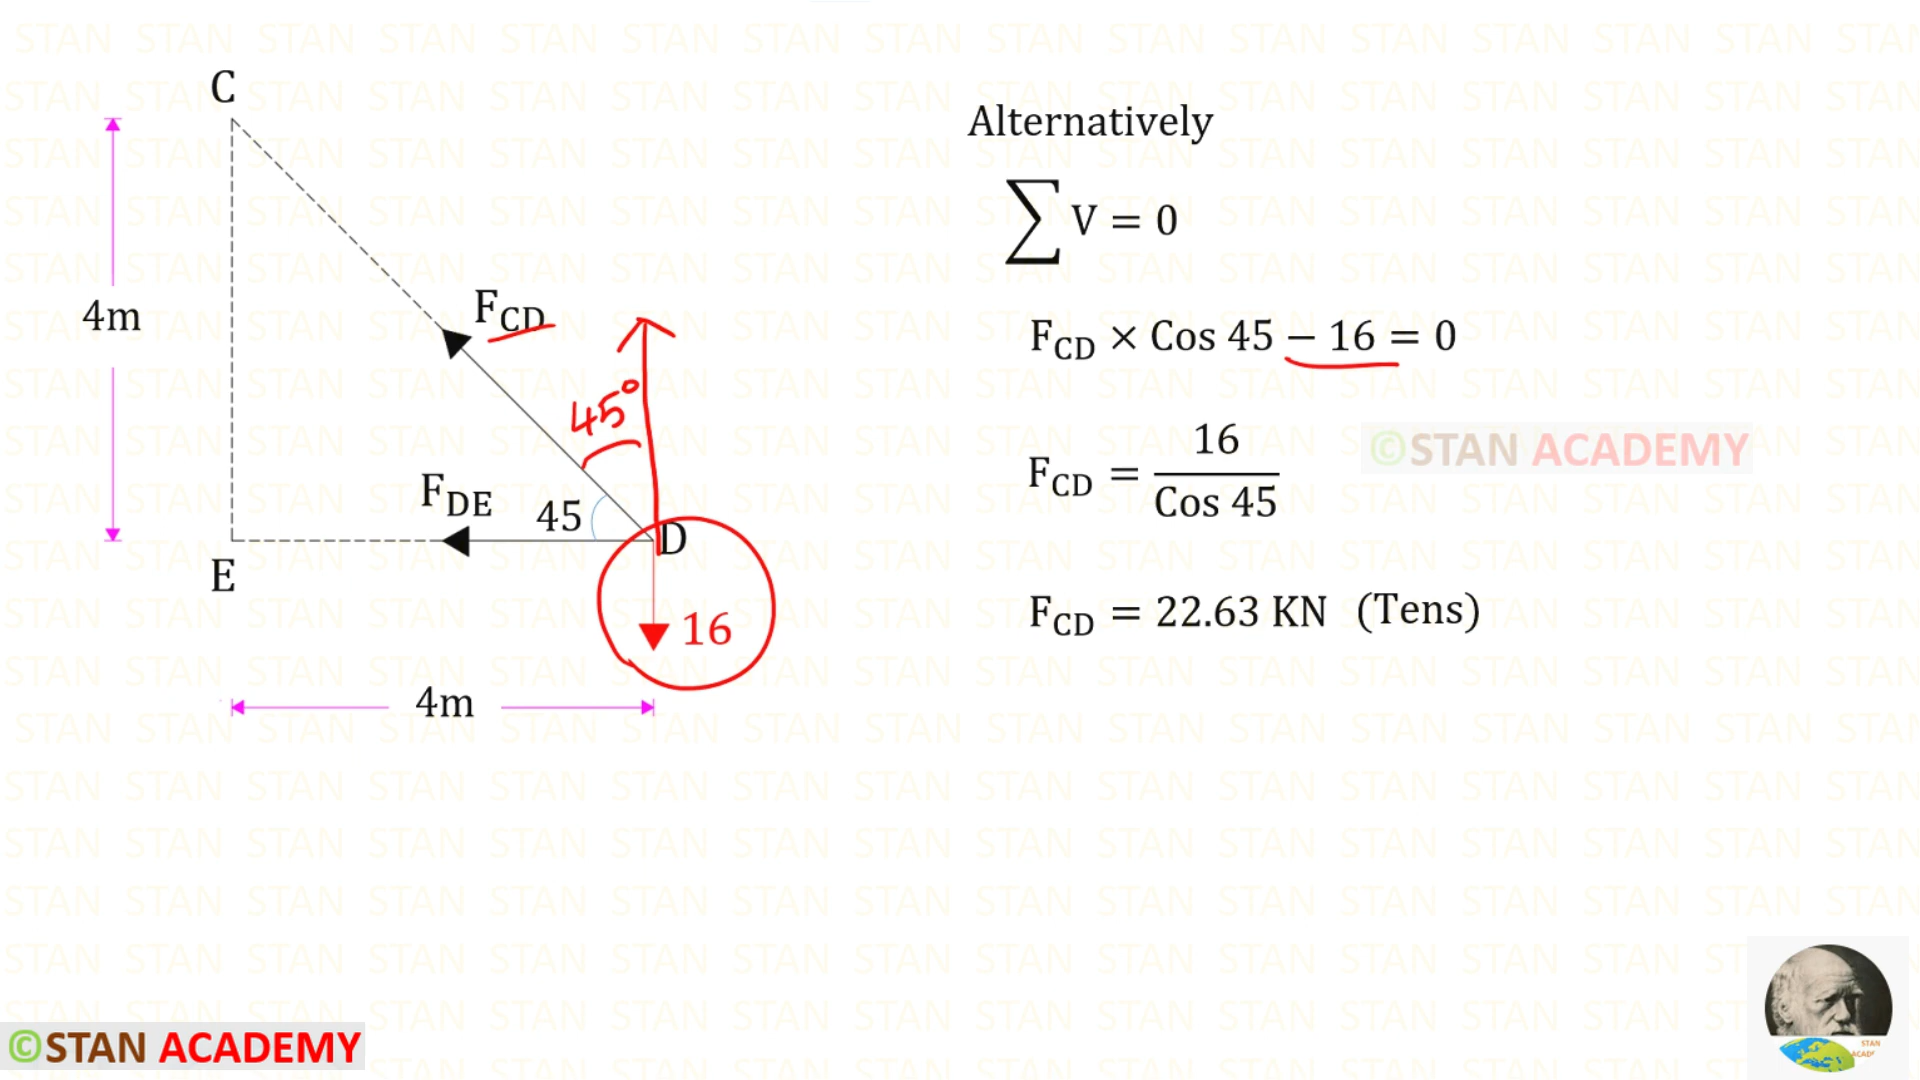 C
4m
F_CD
45°
F_DE
45
D
E
16
4m
Alternatively
∑ V = 0
F_CD × Cos 45 − 16 = 0
F_CD = 16 / Cos 45
F_CD = 22.63 KN (Tens)
©STAN ACADEMY
©STAN ACADEMY
STAN